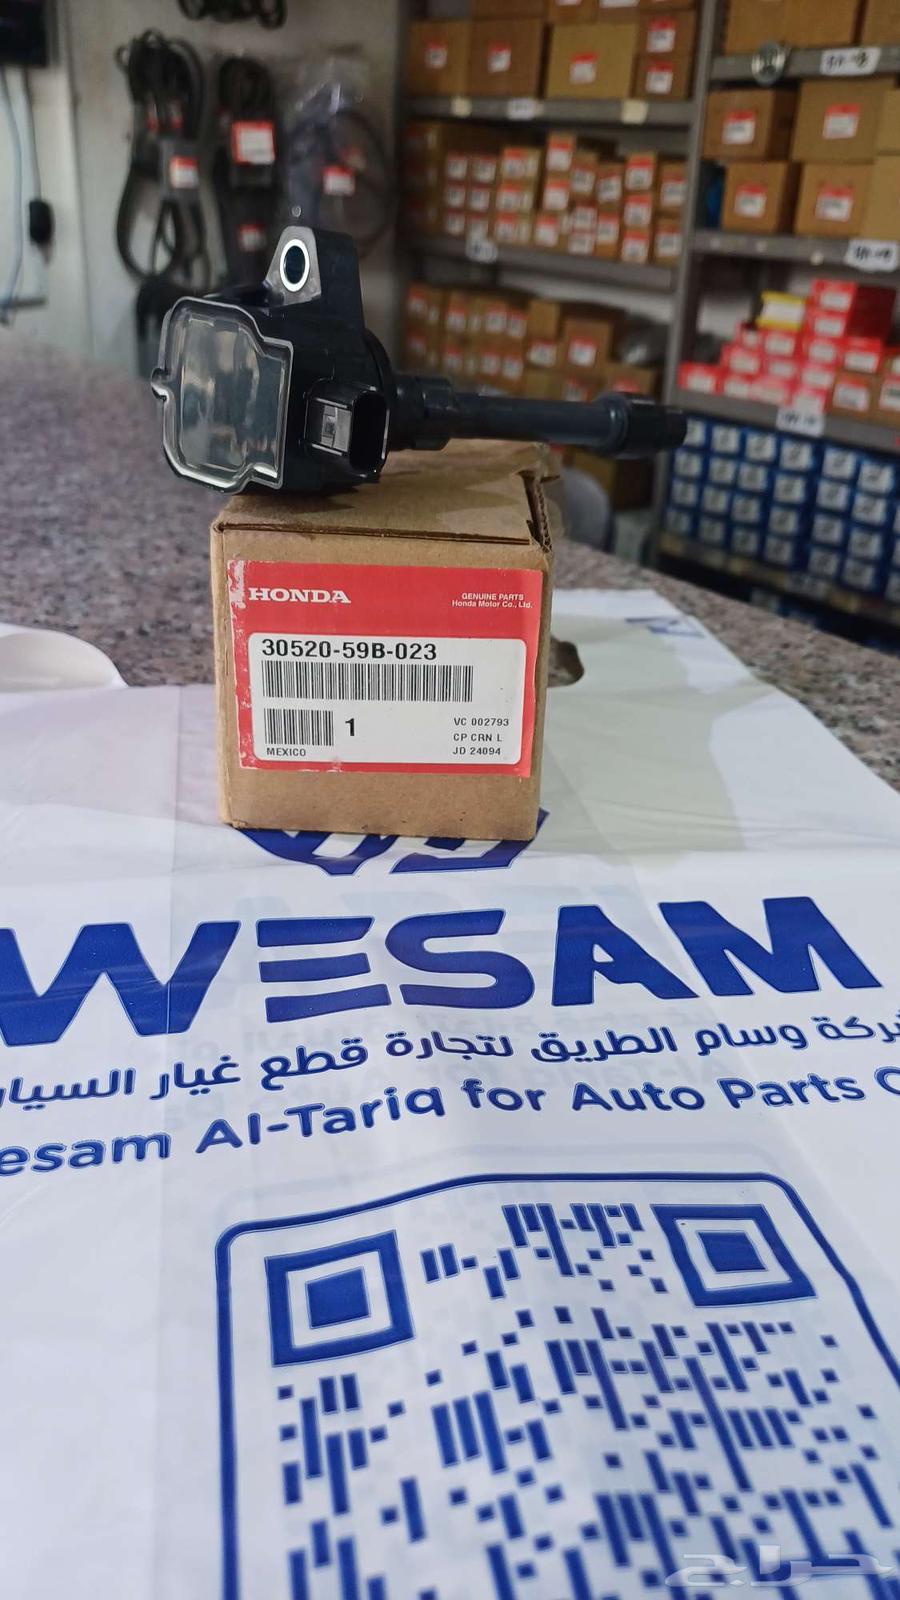 HONDA
GENUINE PARTS
Honda Motor Co., Ltd.
30520-59B-023
1
VC 002793
CP CRN L
MEXICO
JD 24094
WESAM
شركة وسام الطريق لتجارة قطع غيار السيار
esam Al-Tariq for Auto Parts C
حراج